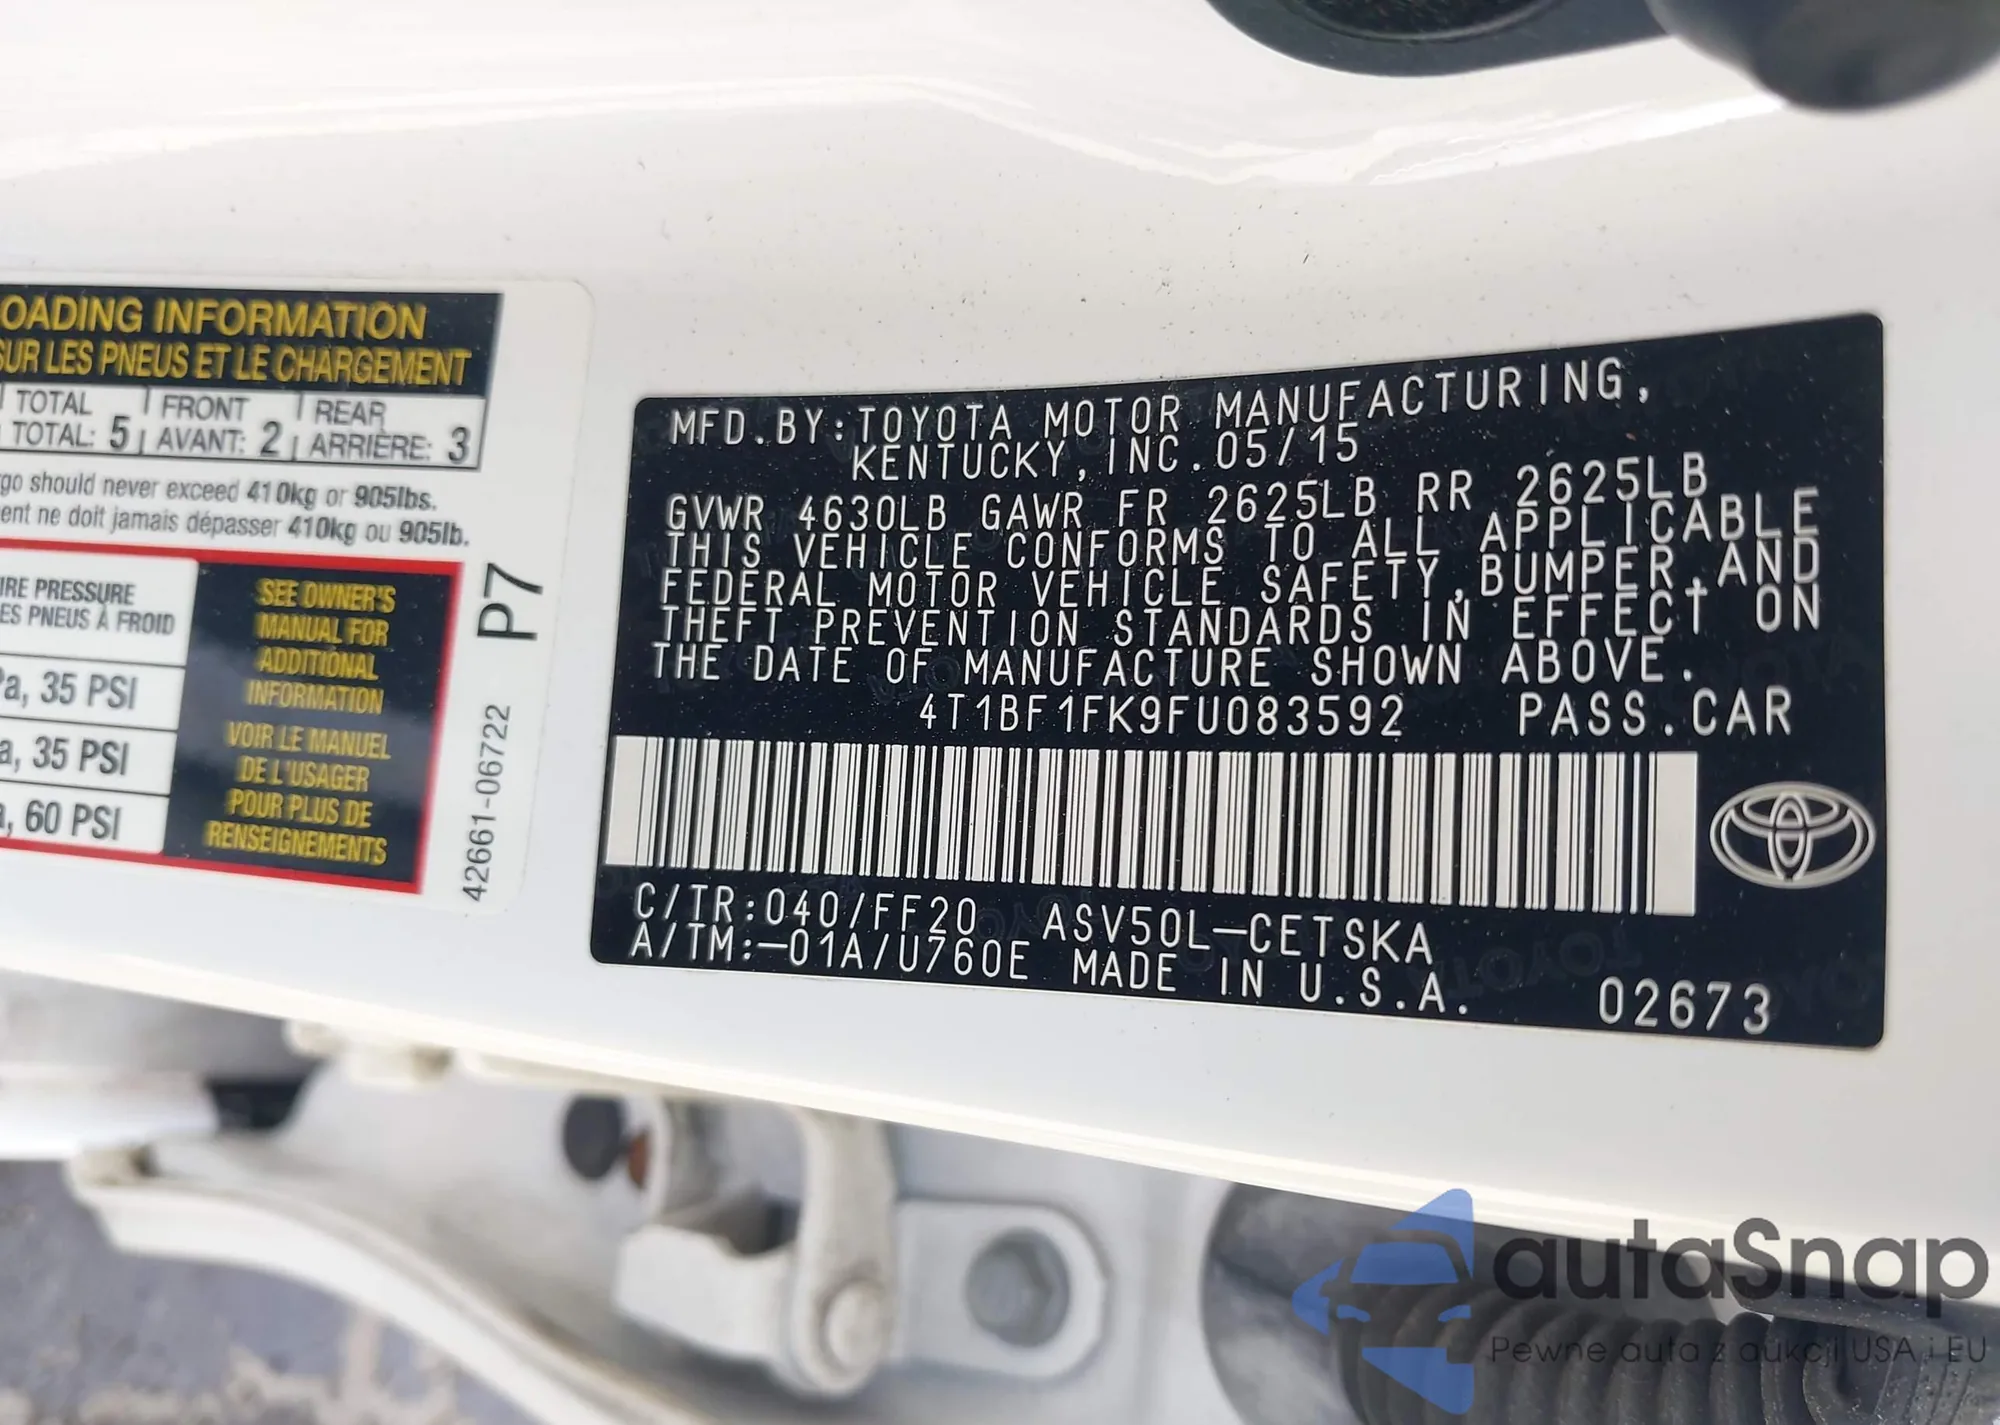 OADING INFORMATION
SUR LES PNEUS ET LE CHARGEMENT
TOTAL FRONT REAR
TOTAL: 5 AVANT: 2 ARRIÈRE: 3
go should never exceed 410kg or 905lbs.
ent ne doit jamais dépasser 410kg ou 905lb.
IRE PRESSURE
ES PNEUS À FROID
Pa, 35 PSI
a, 35 PSI
a, 60 PSI
SEE OWNER'S
MANUAL FOR
ADDITIONAL
INFORMATION
VOIR LE MANUEL
DE L'USAGER
POUR PLUS DE
RENSEIGNEMENTS
P7
42661-06722
MFD.BY:TOYOTA MOTOR MANUFACTURING,
KENTUCKY,INC.05/15
GVWR 4630LB GAWR FR 2625LB RR 2625LB
THIS VEHICLE CONFORMS TO ALL APPLICABLE
FEDERAL MOTOR VEHICLE SAFETY,BUMPER,AND
THEFT PREVENTION STANDARDS IN EFFECT ON
THE DATE OF MANUFACTURE SHOWN ABOVE.
4T1BF1FK9FU083592 PASS.CAR
C/TR:040/FF20 ASV50L-CETSKA
A/TM:-01A/U760E MADE IN U.S.A. 02673
autaSnap
Pewne auta z aukcji USA i EU